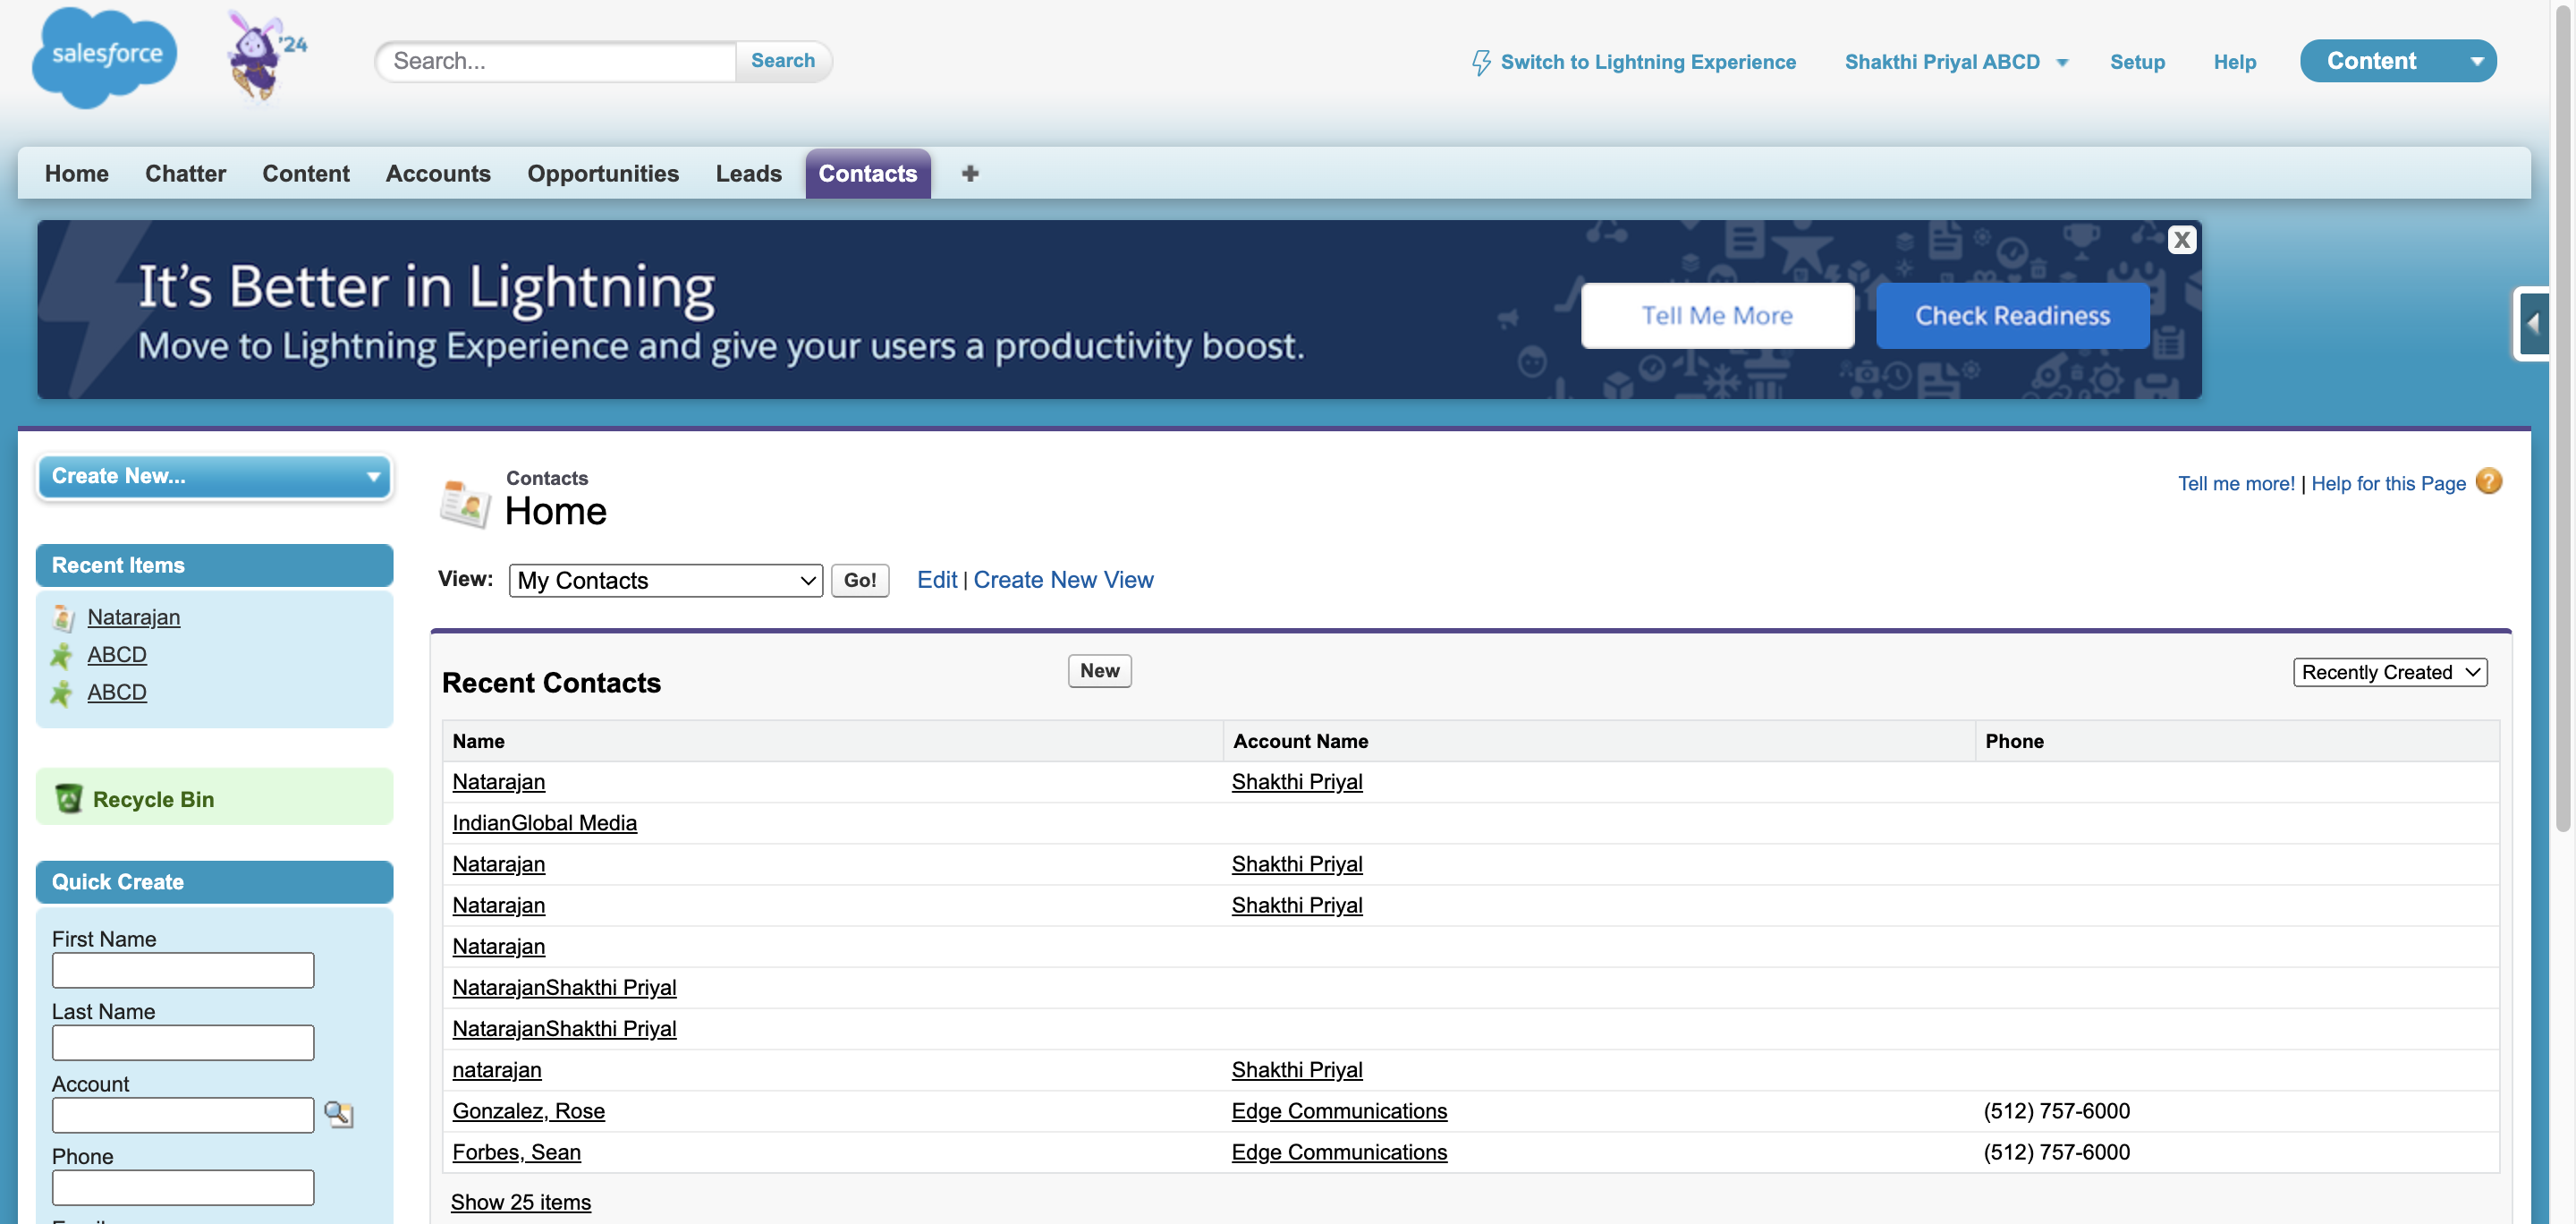 salesforce
'24
Search...
Search
Switch to Lightning Experience
Shakthi Priyal ABCD
Setup
Help
Content
Home
Chatter
Content
Accounts
Opportunities
Leads
Contacts
+
It's Better in Lightning
Move to Lightning Experience and give your users a productivity boost.
Tell Me More
Check Readiness
X
Create New...
Recent Items
Natarajan
ABCD
ABCD
Recycle Bin
Quick Create
First Name
Last Name
Account
Phone
Contacts
Home
Tell me more! | Help for this Page ?
View: My Contacts Go! Edit | Create New View
Recent Contacts New Recently Created
Name Account Name Phone
Natarajan Shakthi Priyal
IndianGlobal Media
Natarajan Shakthi Priyal
Natarajan Shakthi Priyal
Natarajan
NatarajanShakthi Priyal
NatarajanShakthi Priyal
natarajan Shakthi Priyal
Gonzalez, Rose Edge Communications (512) 757-6000
Forbes, Sean Edge Communications (512) 757-6000
Show 25 items